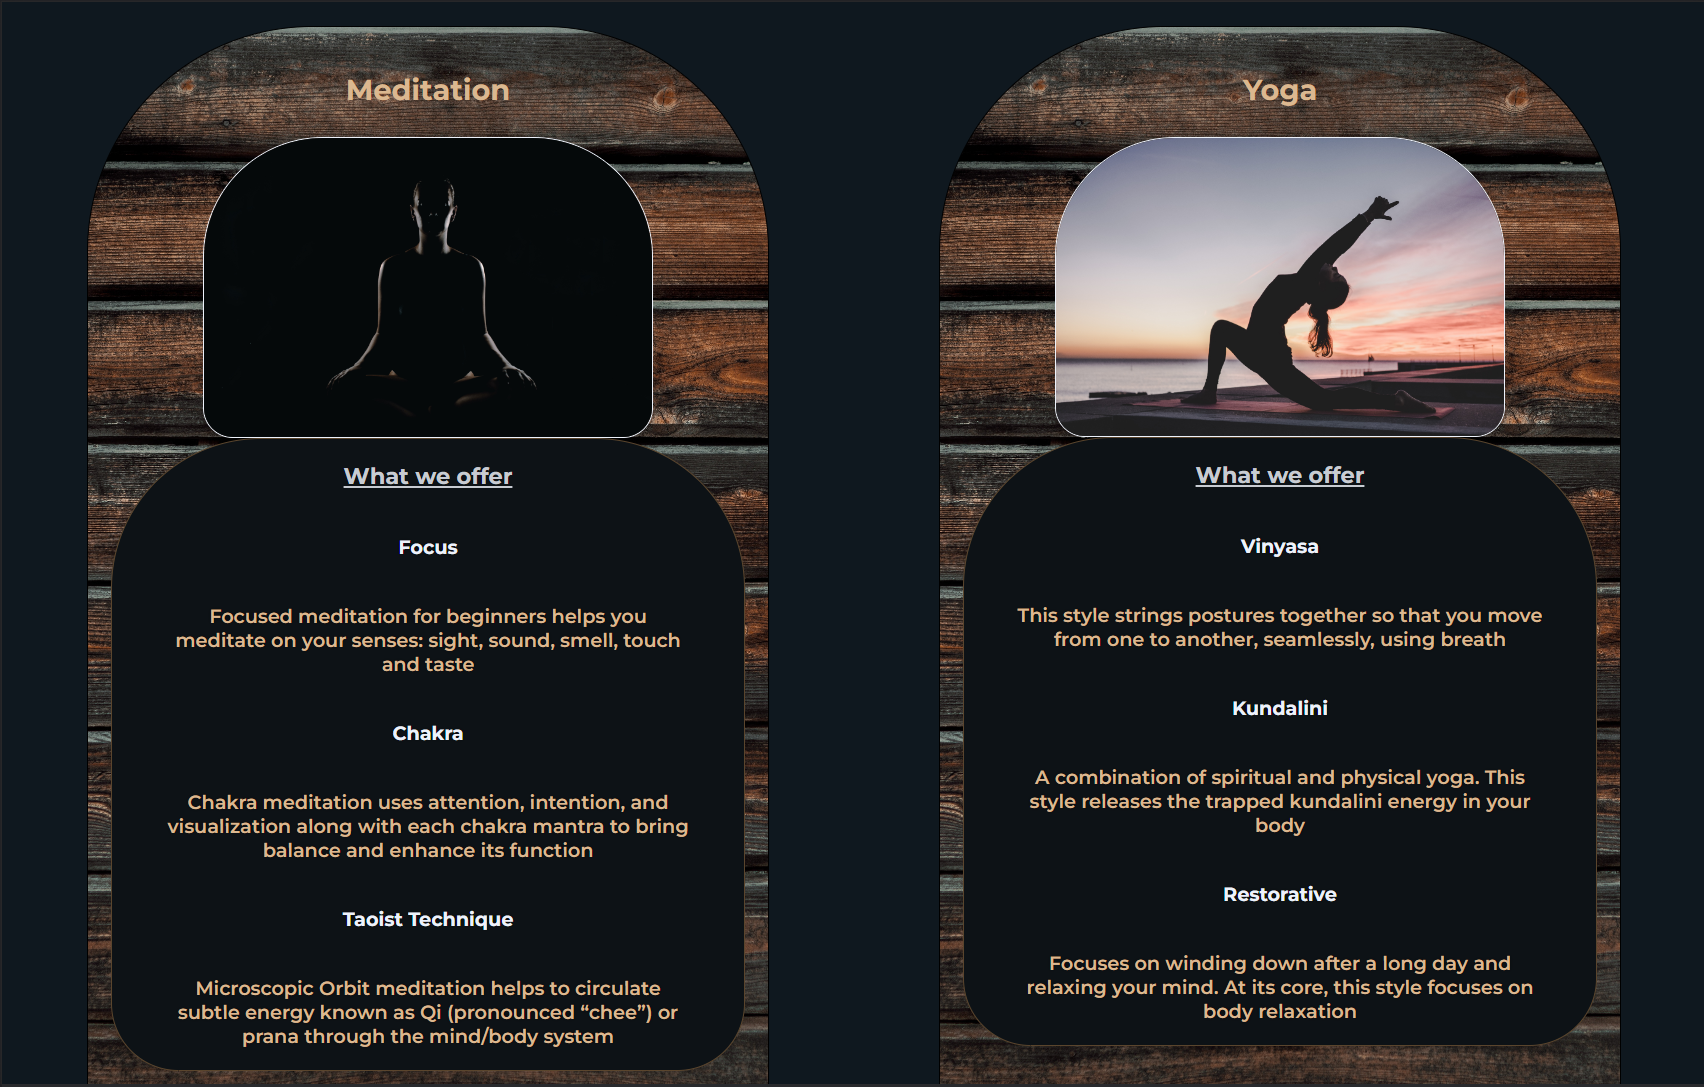 Meditation
What we offer
Focus
Focused meditation for beginners helps you
meditate on your senses: sight, sound, smell, touch
and taste
Chakra
Chakra meditation uses attention, intention, and
visualization along with each chakra mantra to bring
balance and enhance its function
Taoist Technique
Microscopic Orbit meditation helps to circulate
subtle energy known as Qi (pronounced “chee”) or
prana through the mind/body system
Yoga
What we offer
Vinyasa
This style strings postures together so that you move
from one to another, seamlessly, using breath
Kundalini
A combination of spiritual and physical yoga. This
style releases the trapped kundalini energy in your
body
Restorative
Focuses on winding down after a long day and
relaxing your mind. At its core, this style focuses on
body relaxation